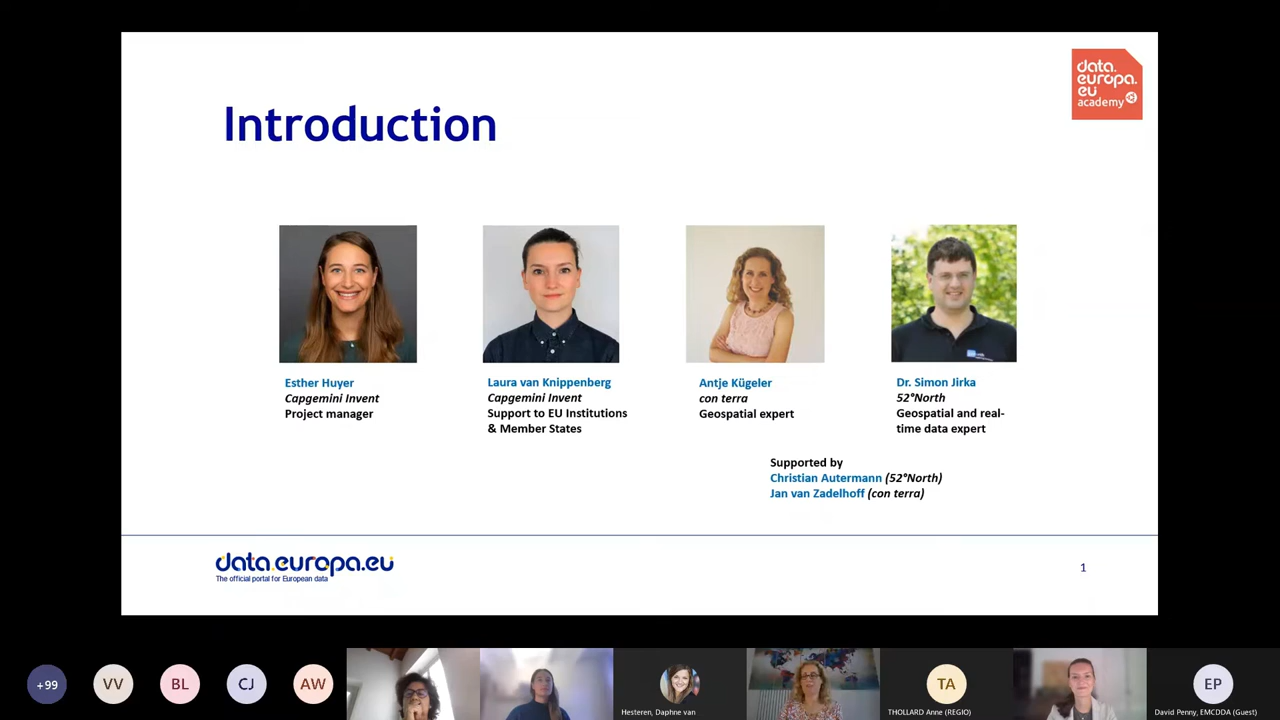 data.
europa.
eu
academy
Introduction
Esther Huyer
Capgemini Invent
Project manager
Laura van Knippenberg
Capgemini Invent
Support to EU Institutions
& Member States
Antje Kügeler
con terra
Geospatial expert
Dr. Simon Jirka
52°North
Geospatial and real-
time data expert
Supported by
Christian Autermann (52°North)
Jan van Zadelhoff (con terra)
data.europa.eu
The official portal for European data
1
+99
VV
BL
CJ
AW
Hesteren, Daphne van
TA
THOLLARD Anne (REGIO)
EP
David Penny, EMCDDA (Guest)